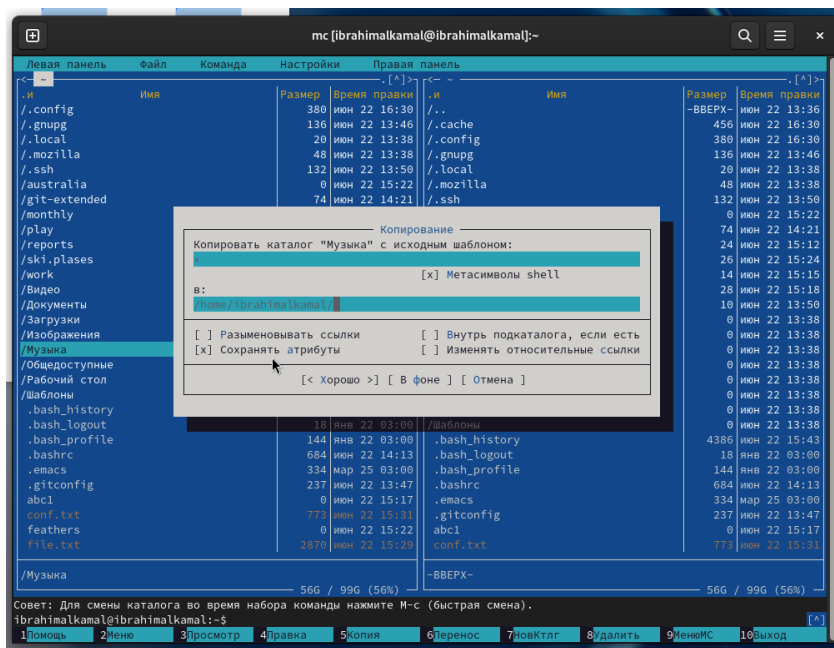 mc [ibrahimalkamal@ibrahimalkamal]:~
Левая панель Файл Команда Настройки Правая панель
<— ~ .[^]> <— ~ .[^]>
.и Имя Размер Время правки .и Имя Размер Время правки
/.config 380 июн 22 16:30 /.. -ВВЕРХ- июн 22 13:36
/.gnupg 136 июн 22 13:46 /.cache 456 июн 22 16:30
/.local 20 июн 22 13:38 /.config 380 июн 22 16:30
/.mozilla 48 июн 22 13:38 /.gnupg 136 июн 22 13:46
/.ssh 132 июн 22 13:50 /.local 20 июн 22 13:38
/australia 0 июн 22 15:22 /.mozilla 48 июн 22 13:38
/git-extended 74 июн 22 14:21 /.ssh 132 июн 22 13:50
/monthly 0 июн 22 15:22
/play 74 июн 22 14:21
/reports 24 июн 22 15:12
/ski.plases 26 июн 22 15:24
/work 14 июн 22 15:15
/Видео 28 июн 22 15:18
/Документы 10 июн 22 13:50
/Загрузки 0 июн 22 13:38
/Изображения 0 июн 22 13:38
/Музыка 0 июн 22 13:38
/Общедоступные 0 июн 22 13:38
/Рабочий стол 0 июн 22 13:38
/Шаблоны 0 июн 22 13:38
.bash_history 0 июн 22 13:38
.bash_logout 18 янв 22 03:00 /Шаблоны 0 июн 22 13:38
.bash_profile 144 янв 22 03:00 .bash_history 4386 июн 22 15:43
.bashrc 684 июн 22 14:13 .bash_logout 18 янв 22 03:00
.emacs 334 мар 25 03:00 .bash_profile 144 янв 22 03:00
.gitconfig 237 июн 22 13:47 .bashrc 684 июн 22 14:13
abc1 0 июн 22 15:17 .emacs 334 мар 25 03:00
conf.txt 773 июн 22 15:31 .gitconfig 237 июн 22 13:47
feathers 0 июн 22 15:22 abc1 0 июн 22 15:17
file.txt 2870 июн 22 15:29 conf.txt 773 июн 22 15:31
/Музыка -ВВЕРХ-
56G / 99G (56%) 56G / 99G (56%)
Копирование
Копировать каталог "Музыка" с исходным шаблоном:
*
[x] Метасимволы shell
в:
/home/ibrahimalkamal/
[ ] Разыменовывать ссылки [ ] Внутрь подкаталога, если есть
[x] Сохранять атрибуты [ ] Изменять относительные ссылки
[< Хорошо >] [ В фоне ] [ Отмена ]
Совет: Для смены каталога во время набора команды нажмите M-c (быстрая смена).
ibrahimalkamal@ibrahimalkamal:~$ [^]
1Помощь 2Меню 3Просмотр 4Правка 5Копия 6Перенос 7НовКтлг 8Удалить 9МенюМС 10Выход